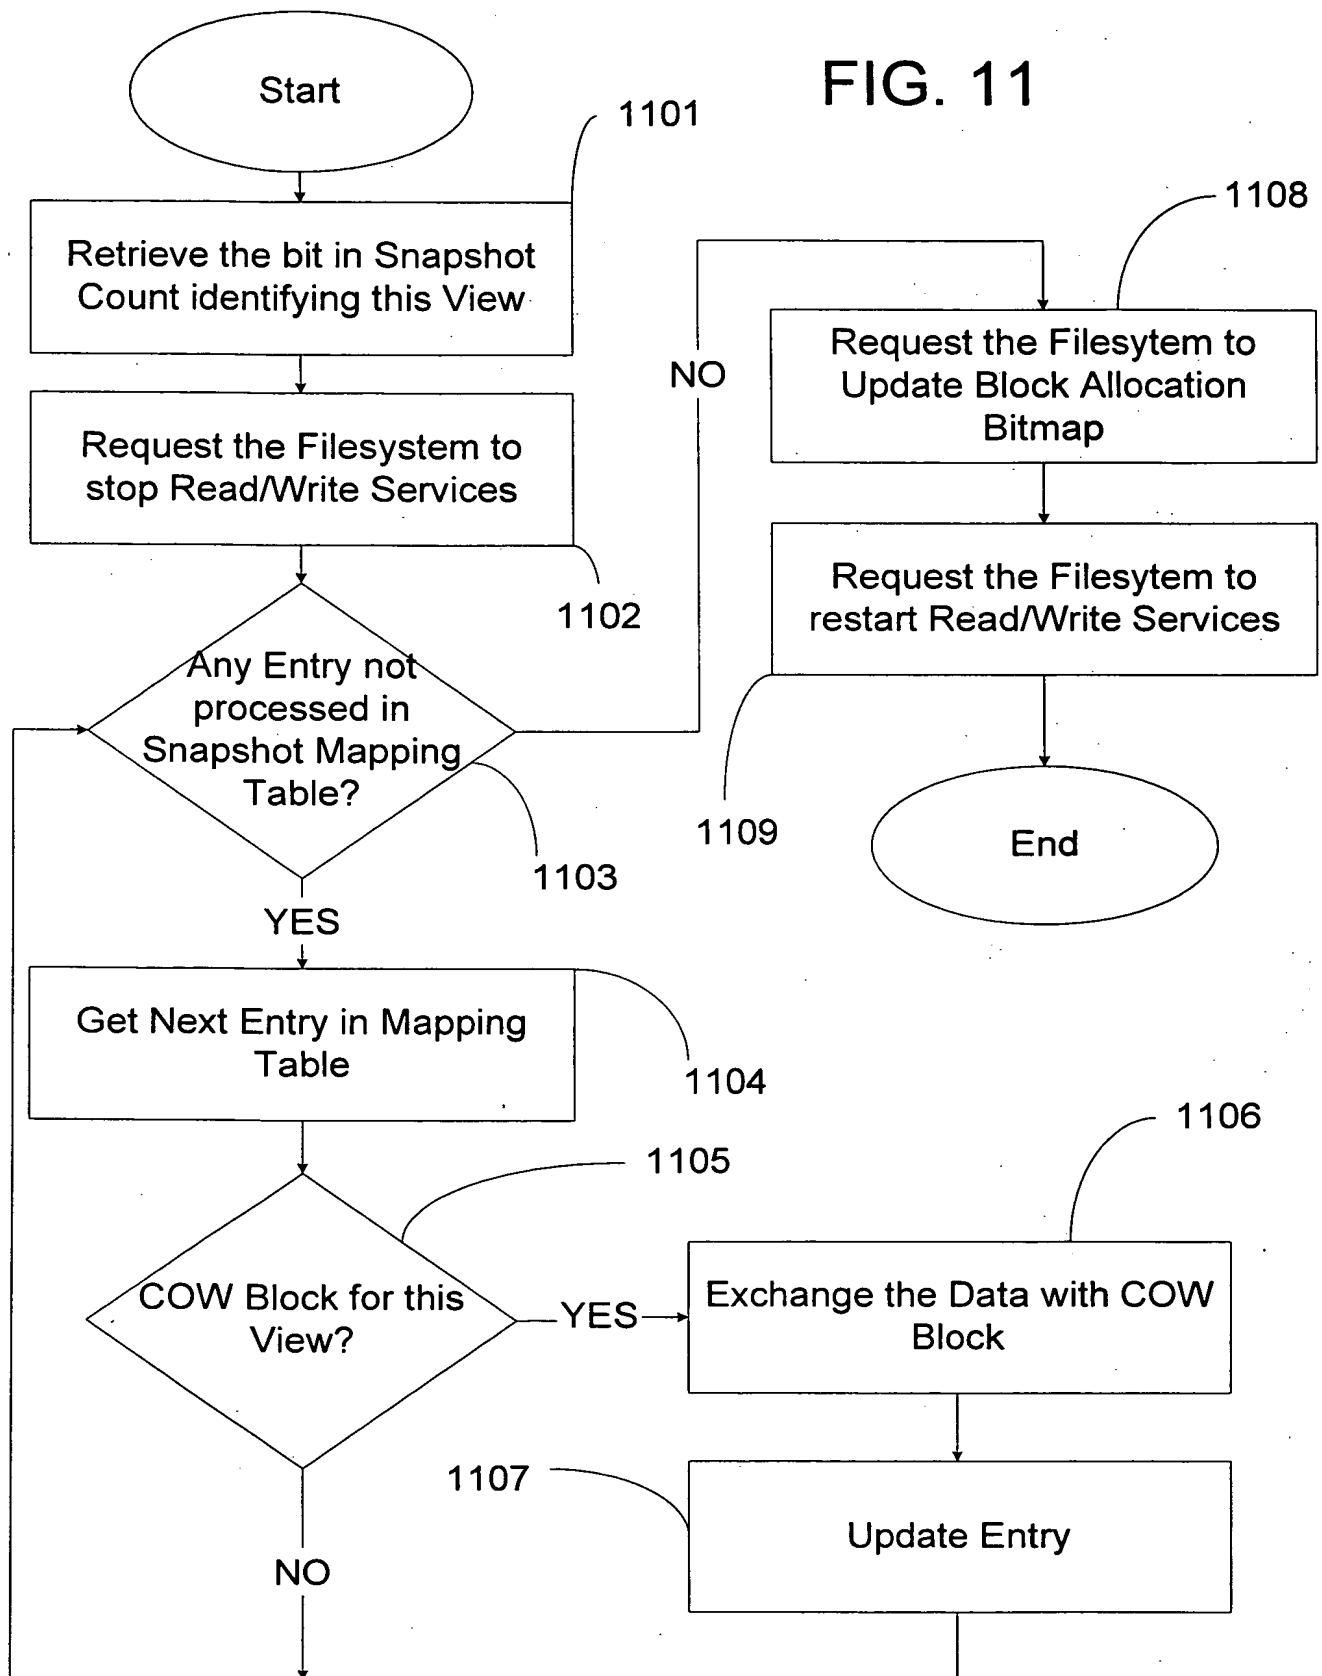 FIG. 11
Start
1101
Retrieve the bit in Snapshot
Count identifying this View
Request the Filesystem to
stop Read/Write Services
1102
Any Entry not
processed in
Snapshot Mapping
Table?
1103
NO
1108
Request the Filesytem to
Update Block Allocation
Bitmap
Request the Filesytem to
restart Read/Write Services
1109
End
YES
Get Next Entry in Mapping
Table
1104
1105
COW Block for this
View?
YES
1106
Exchange the Data with COW
Block
1107
Update Entry
NO